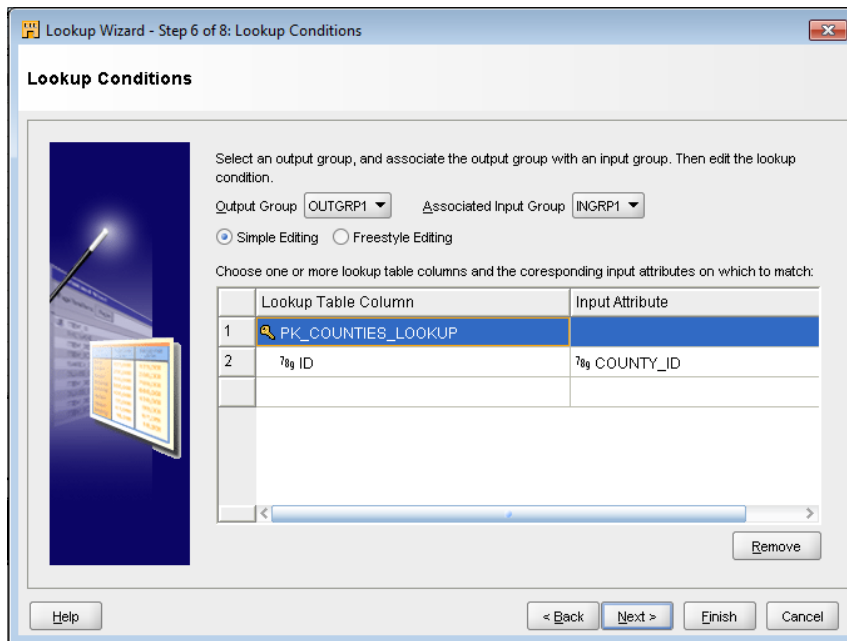 Lookup Wizard - Step 6 of 8: Lookup Conditions
Lookup Conditions
Select an output group, and associate the output group with an input group. Then edit the lookup
condition.
Output Group OUTGRP1 Associated Input Group INGRP1
Simple Editing Freestyle Editing
Choose one or more lookup table columns and the coresponding input attributes on which to match:
Lookup Table Column Input Attribute
1 PK_COUNTIES_LOOKUP
2 789 ID 789 COUNTY_ID
Remove
Help < Back Next > Finish Cancel